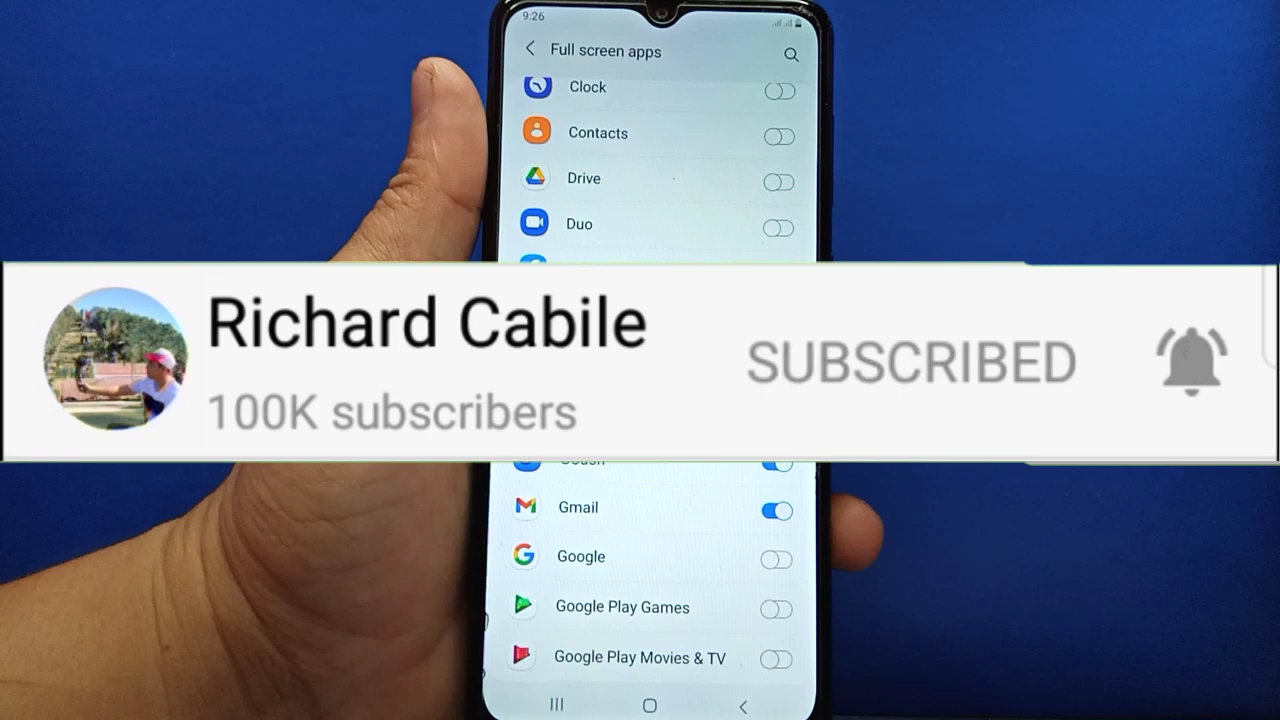 9:26
Full screen apps
Clock
Contacts
Drive
Duo
Richard Cabile
SUBSCRIBED
100K subscribers
Gmail
Google
Google Play Games
Google Play Movies & TV